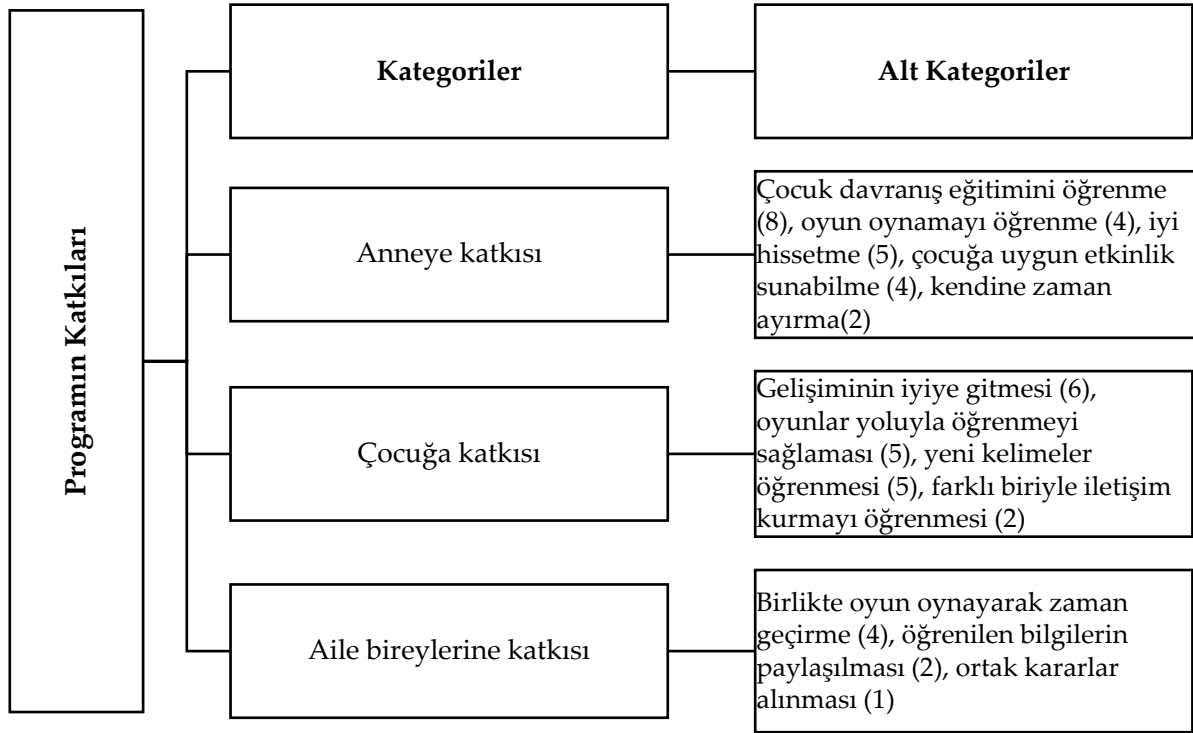 Programın Katkıları
Kategoriler
Alt Kategoriler
Anneye katkısı
Çocuk davranış eğitimini öğrenme
(8), oyun oynamayı öğrenme (4), iyi
hissetme (5), çocuğa uygun etkinlik
sunabilme (4), kendine zaman
ayırma(2)
Çocuğa katkısı
Gelişiminin iyiye gitmesi (6),
oyunlar yoluyla öğrenmeyi
sağlaması (5), yeni kelimeler
öğrenmesi (5), farklı biriyle iletişim
kurmayı öğrenmesi (2)
Aile bireylerine katkısı
Birlikte oyun oynayarak zaman
geçirme (4), öğrenilen bilgilerin
paylaşılması (2), ortak kararlar
alınması (1)